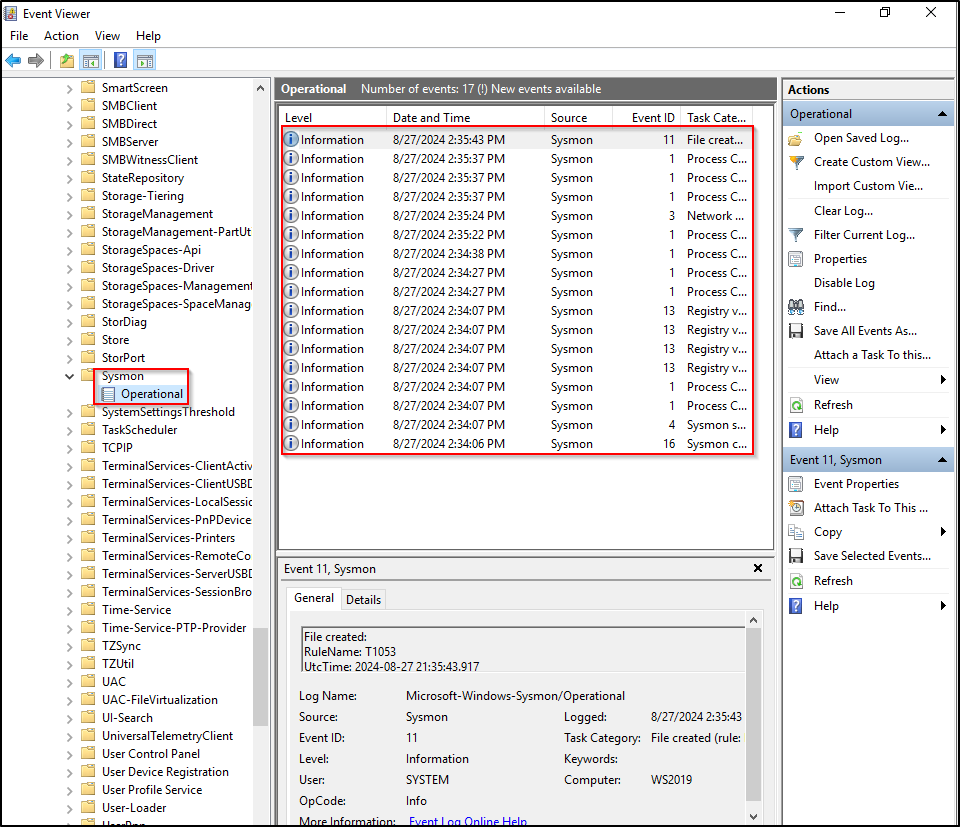 Event Viewer
File Action View Help
SmartScreen
SMBClient
SMBDirect
SMBServer
SMBWitnessClient
StateRepository
Storage-Tiering
StorageManagement
StorageManagement-PartUt
StorageSpaces-Api
StorageSpaces-Driver
StorageSpaces-Management
StorageSpaces-SpaceManag
StorDiag
Store
StorPort
Sysmon
Operational
SystemSettingsThreshold
TaskScheduler
TCPIP
TerminalServices-ClientActiv
TerminalServices-ClientUSBD
TerminalServices-LocalSessio
TerminalServices-PnPDevice
TerminalServices-Printers
TerminalServices-RemoteCo
TerminalServices-ServerUSBD
TerminalServices-SessionBro
Time-Service
Time-Service-PTP-Provider
TZSync
TZUtil
UAC
UAC-FileVirtualization
UI-Search
UniversalTelemetryClient
User Control Panel
User Device Registration
User Profile Service
User-Loader
Operational Number of events: 17 (!) New events available
Level Date and Time Source Event ID Task Cate...
Information 8/27/2024 2:35:43 PM Sysmon 11 File creat...
Information 8/27/2024 2:35:37 PM Sysmon 1 Process C...
Information 8/27/2024 2:35:37 PM Sysmon 1 Process C...
Information 8/27/2024 2:35:37 PM Sysmon 1 Process C...
Information 8/27/2024 2:35:24 PM Sysmon 3 Network ...
Information 8/27/2024 2:35:22 PM Sysmon 1 Process C...
Information 8/27/2024 2:34:38 PM Sysmon 1 Process C...
Information 8/27/2024 2:34:27 PM Sysmon 1 Process C...
Information 8/27/2024 2:34:27 PM Sysmon 1 Process C...
Information 8/27/2024 2:34:07 PM Sysmon 13 Registry v...
Information 8/27/2024 2:34:07 PM Sysmon 13 Registry v...
Information 8/27/2024 2:34:07 PM Sysmon 13 Registry v...
Information 8/27/2024 2:34:07 PM Sysmon 13 Registry v...
Information 8/27/2024 2:34:07 PM Sysmon 1 Process C...
Information 8/27/2024 2:34:07 PM Sysmon 1 Process C...
Information 8/27/2024 2:34:07 PM Sysmon 4 Sysmon s...
Information 8/27/2024 2:34:06 PM Sysmon 16 Sysmon c...
Event 11, Sysmon
General Details
File created:
RuleName: T1053
UtcTime: 2024-08-27 21:35:43.917
Log Name: Microsoft-Windows-Sysmon/Operational
Source: Sysmon Logged: 8/27/2024 2:35:43
Event ID: 11 Task Category: File created (rule:
Level: Information Keywords:
User: SYSTEM Computer: WS2019
OpCode: Info
More Information: Event Log Online Help
Actions
Operational
Open Saved Log...
Create Custom View...
Import Custom Vie...
Clear Log...
Filter Current Log...
Properties
Disable Log
Find...
Save All Events As...
Attach a Task To this...
View
Refresh
Help
Event 11, Sysmon
Event Properties
Attach Task To This ...
Copy
Save Selected Events...
Refresh
Help